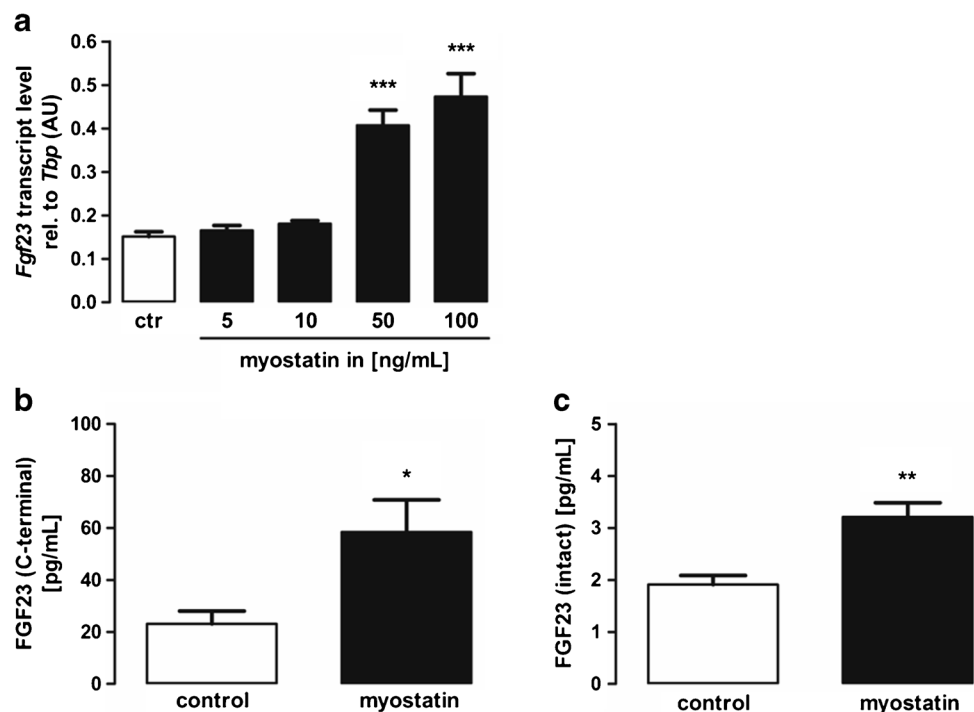 a
Fgf23 transcript level
rel. to Tbp (AU)
0.6
0.5
0.4
0.3
0.2
0.1
0.0
***
***
ctr
5
10
50
100
myostatin in [ng/mL]
b
FGF23 (C-terminal)
[pg/mL]
100
80
60
40
20
0
*
control
myostatin
c
FGF23 (intact) [pg/mL]
5
4
3
2
1
0
**
control
myostatin